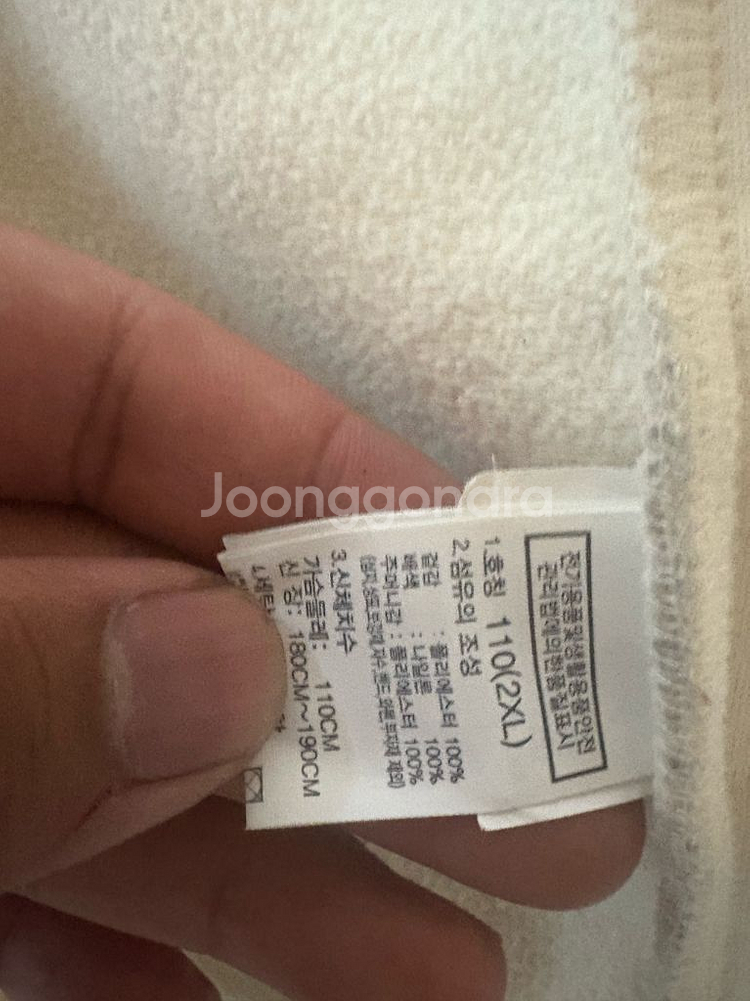 전기용품및생활용품안전
관리법에의한품질표시
1.호칭 110(2XL)
2.섬유의 조성
겉감 : 폴리에스터 100%
배색 : 나일론 100%
주머니감 : 폴리에스터 100%
3.신체치수
가슴둘레: 110CM
신 장: 180CM~190CM
Joonggonara